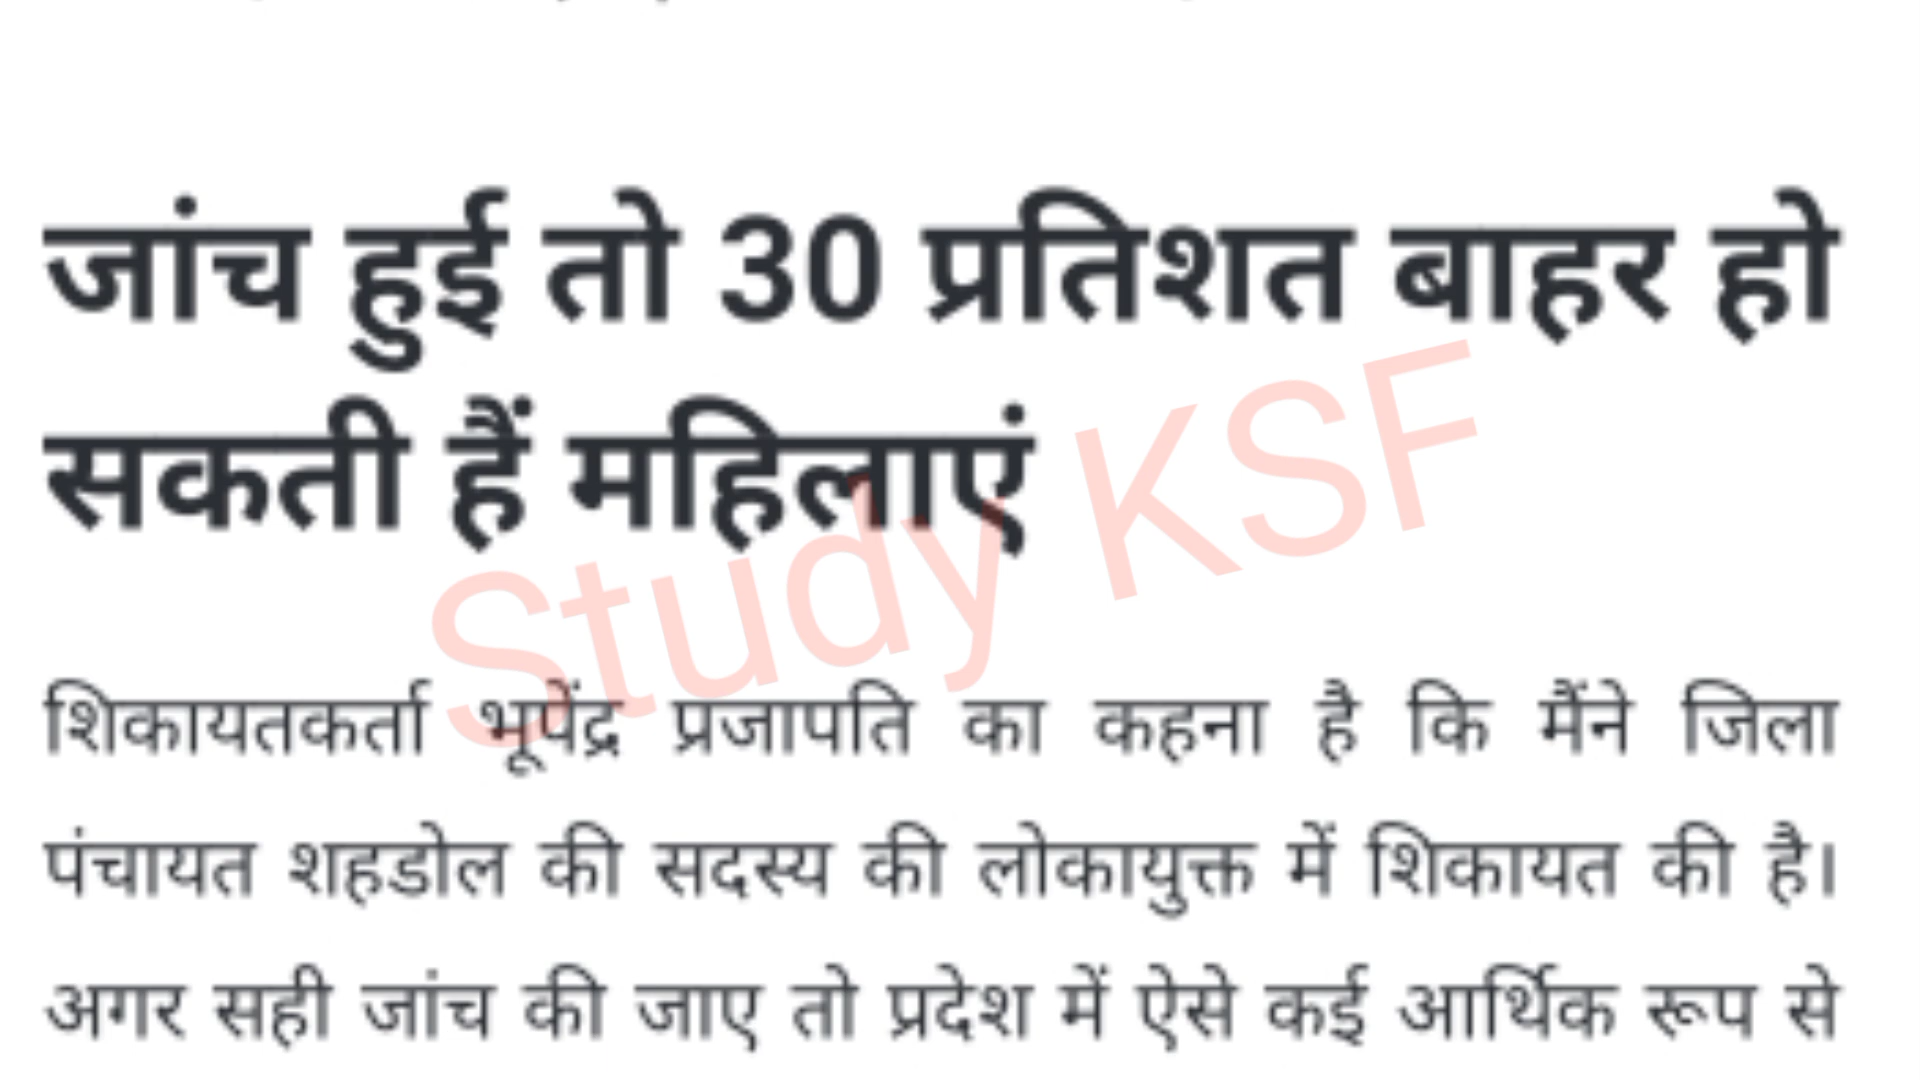 जांच हुई तो 30 प्रतिशत बाहर हो
सकती हैं महिलाएं
Study KSF
शिकायतकर्ता भूपेंद्र प्रजापति का कहना है कि मैंने जिला
पंचायत शहडोल की सदस्य की लोकायुक्त में शिकायत की है।
अगर सही जांच की जाए तो प्रदेश में ऐसे कई आर्थिक रूप से